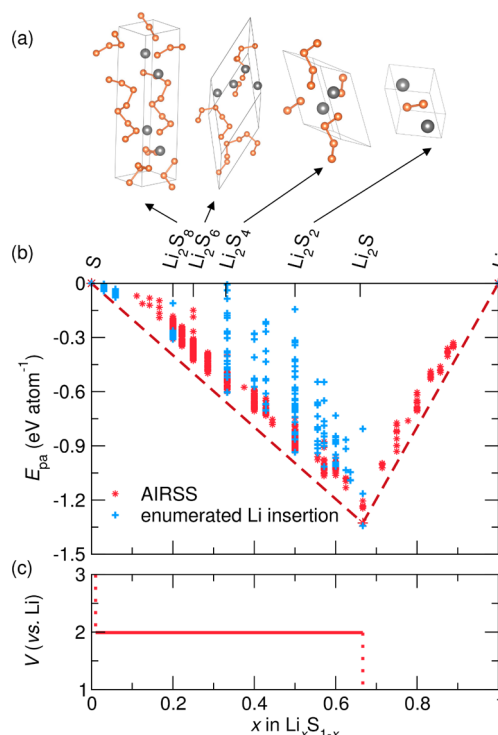 (a)
(b)
S
Li₂S₈
Li₂S₆
Li₂S₄
Li₂S₂
Li₂S
0
-0.3
-0.6
-0.9
-1.2
-1.5
Eₚₐ (eV atom⁻¹)
AIRSS
enumerated Li insertion
(c)
3
2
1
V (vs. Li)
0 0.2 0.4 0.6 0.8
x in LiₓS₁₋ₓ